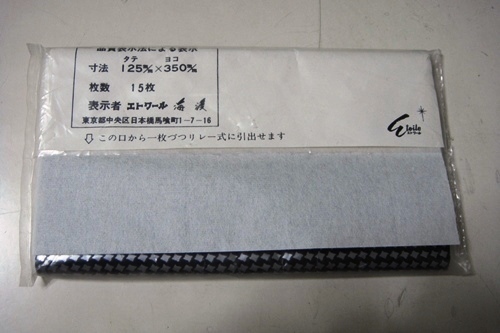 品質表示法による表示
タテ ヨコ
寸法 125㎜×350㎜
枚数 15枚
表示者 エトワール海渡
東京都中央区日本橋馬喰町1-7-16
⇩この口から一枚づつリレー式に引出せます
Etoile